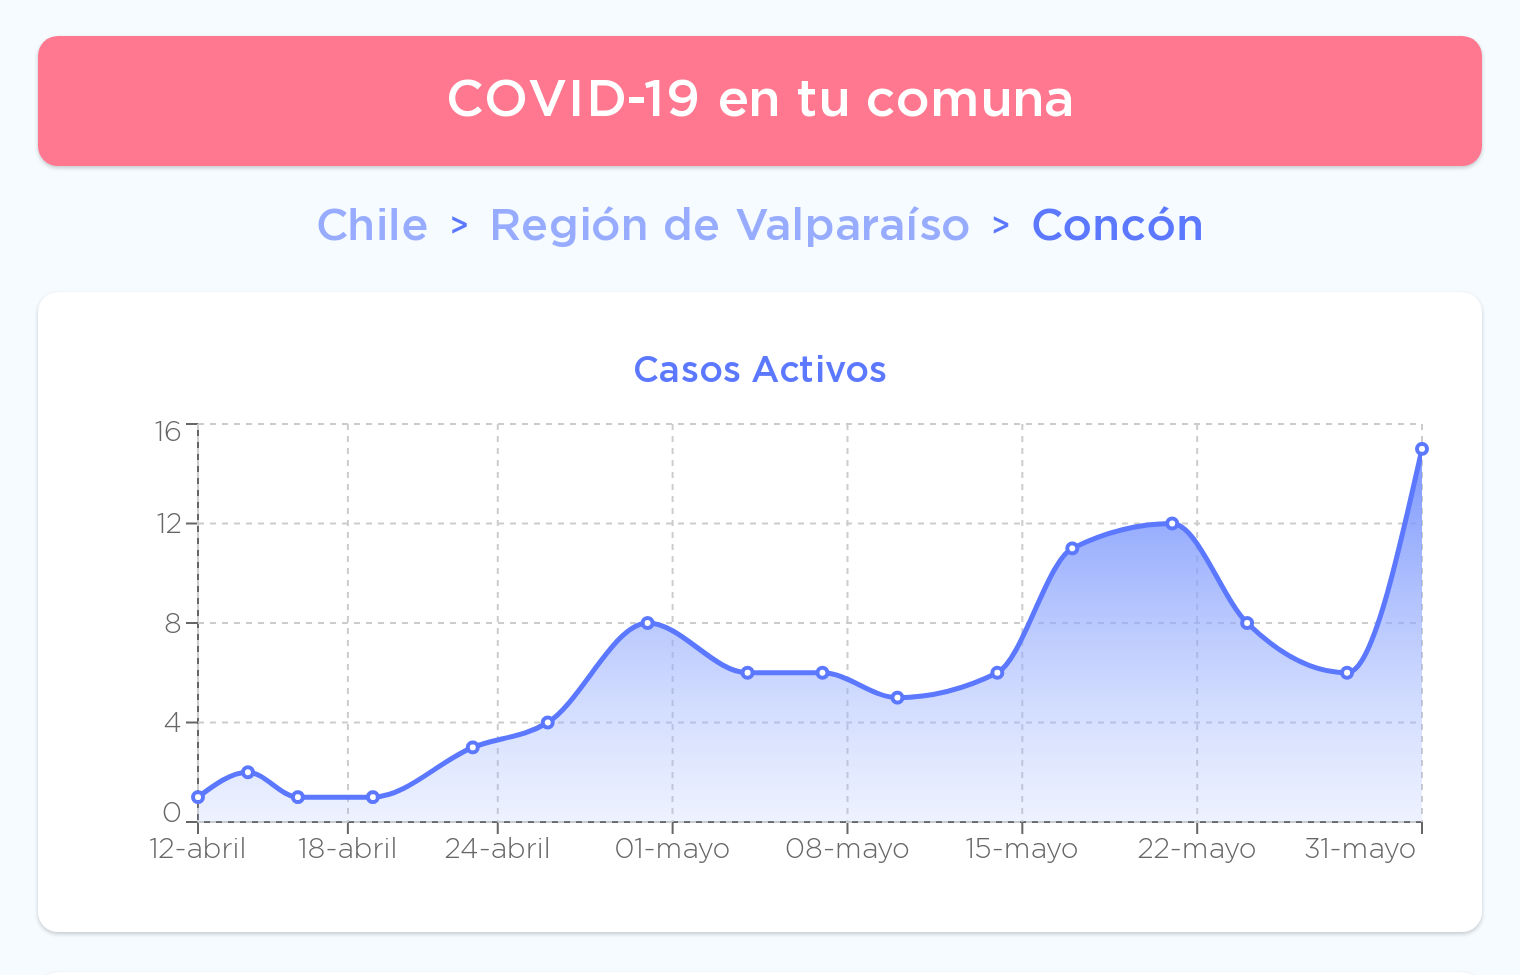 COVID-19 en tu comuna
Chile > Región de Valparaíso > Concón
Casos Activos
16
12
8
4
0
12-abril 18-abril 24-abril 01-mayo 08-mayo 15-mayo 22-mayo 31-mayo